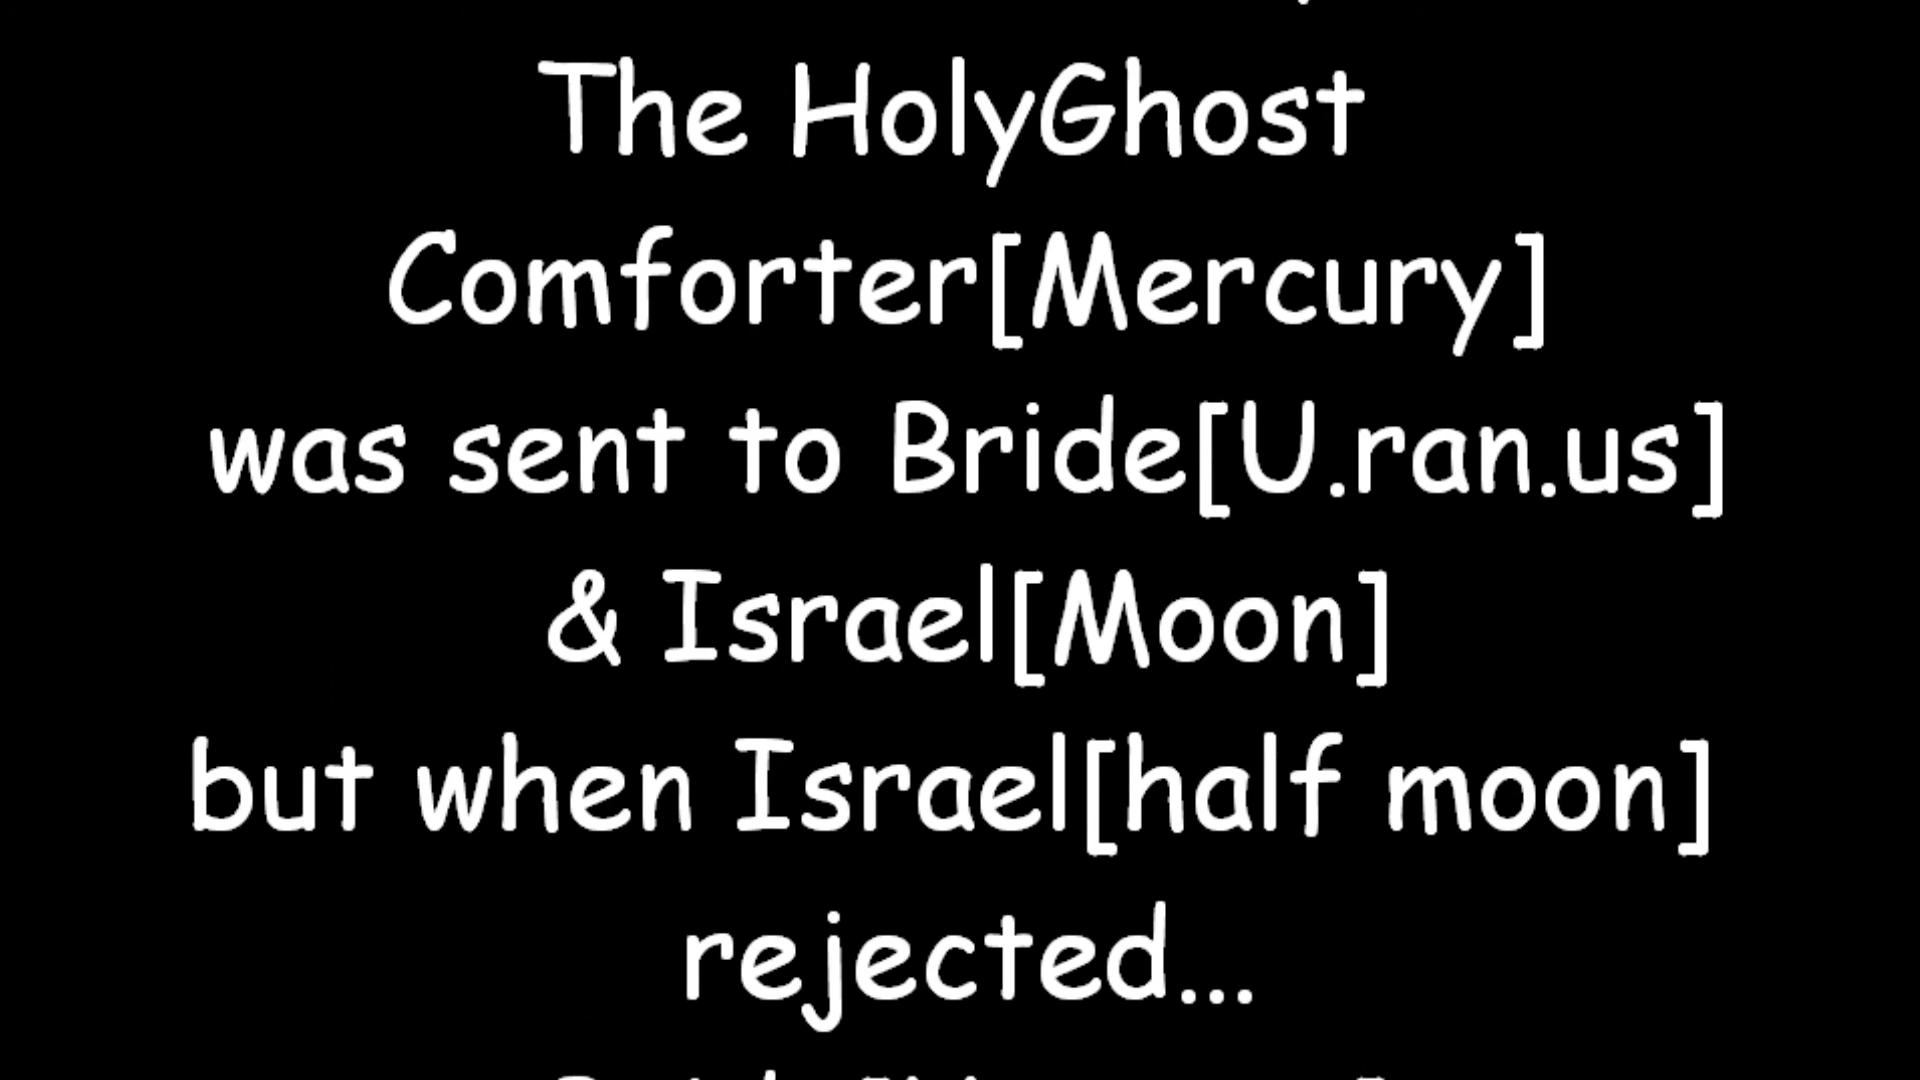 The HolyGhost
Comforter[Mercury]
was sent to Bride[U.ran.us]
& Israel[Moon]
but when Israel[half moon]
rejected...